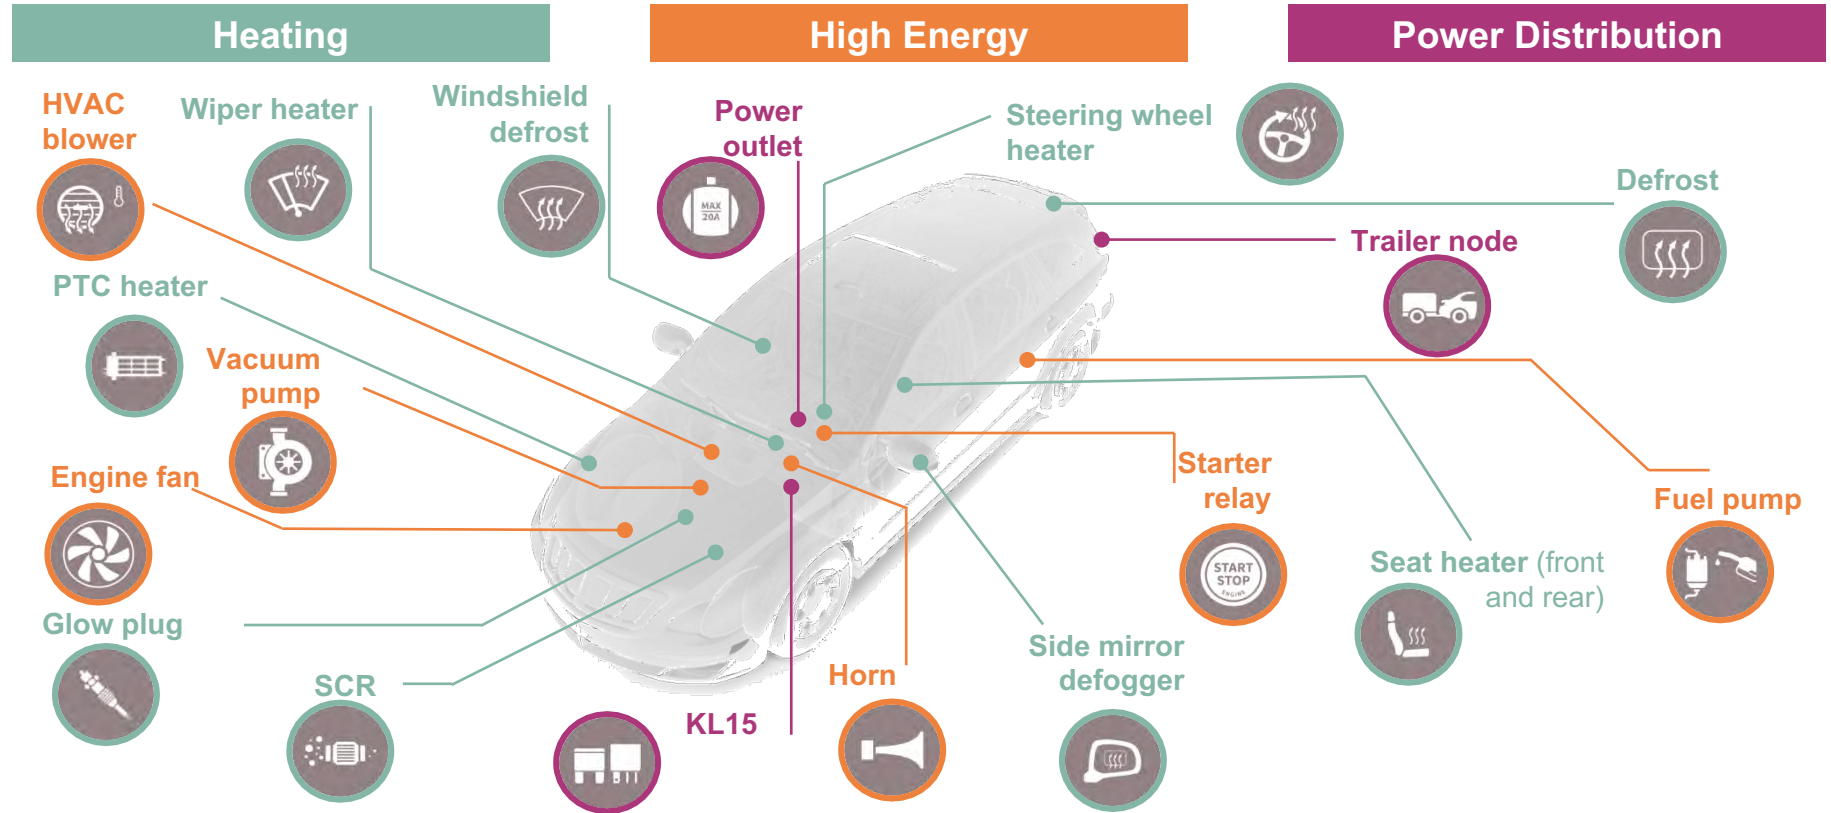 Heating
High Energy
Power Distribution
HVAC
blower
Wiper heater
Windshield
defrost
Power
outlet
MAX
20A
Steering wheel
heater
Defrost
Trailer node
PTC heater
Vacuum
pump
Engine fan
Starter
relay
START
STOP
ENGINE
Fuel pump
Seat heater (front
and rear)
Glow plug
SCR
KL15
Horn
Side mirror
defogger